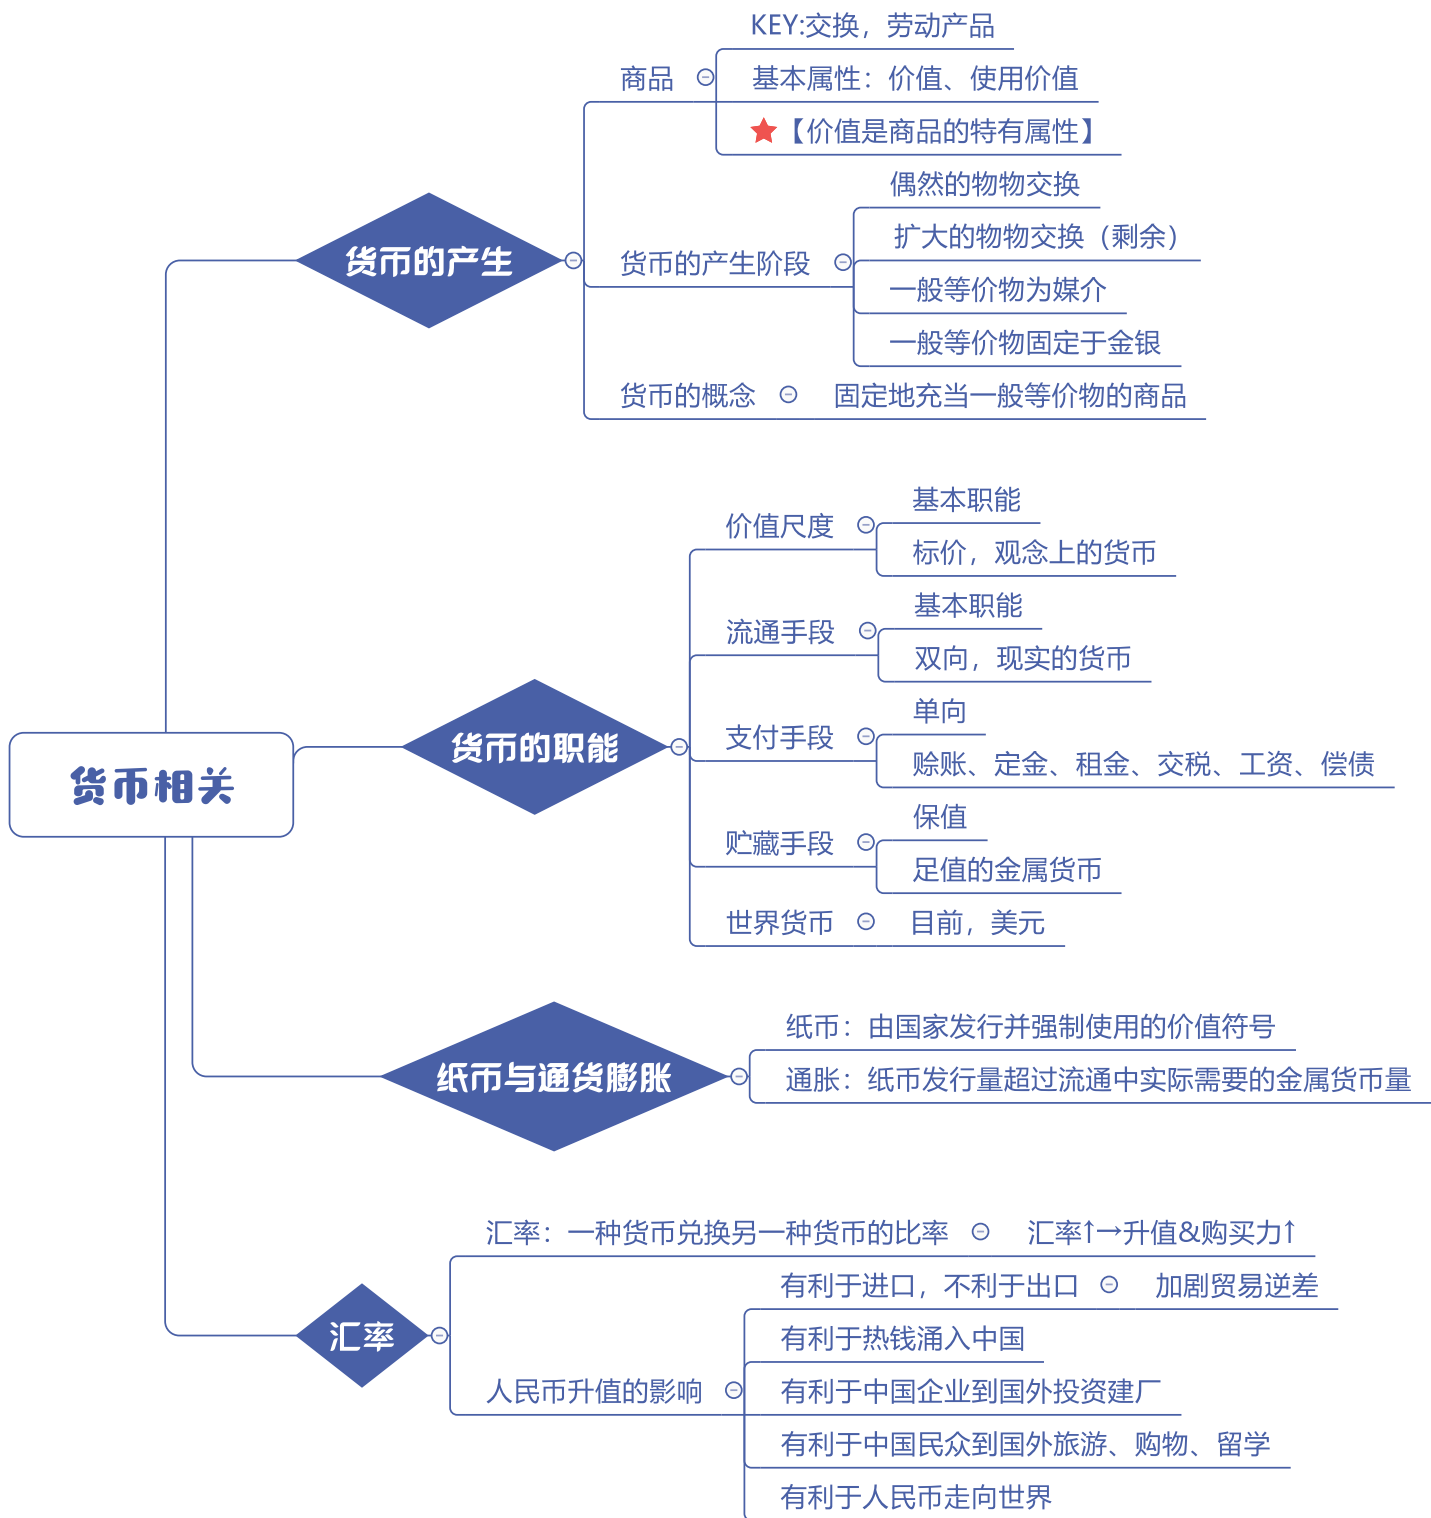 货币相关
货币的产生
商品
KEY:交换，劳动产品
基本属性：价值、使用价值
【价值是商品的特有属性】
货币的产生阶段
偶然的物物交换
扩大的物物交换（剩余）
一般等价物为媒介
一般等价物固定于金银
货币的概念
固定地充当一般等价物的商品
货币的职能
价值尺度
基本职能
标价，观念上的货币
流通手段
基本职能
双向，现实的货币
支付手段
单向
赊账、定金、租金、交税、工资、偿债
贮藏手段
保值
足值的金属货币
世界货币
目前，美元
纸币与通货膨胀
纸币：由国家发行并强制使用的价值符号
通胀：纸币发行量超过流通中实际需要的金属货币量
汇率
汇率：一种货币兑换另一种货币的比率
汇率↑→升值&购买力↑
人民币升值的影响
有利于进口，不利于出口
加剧贸易逆差
有利于热钱涌入中国
有利于中国企业到国外投资建厂
有利于中国民众到国外旅游、购物、留学
有利于人民币走向世界